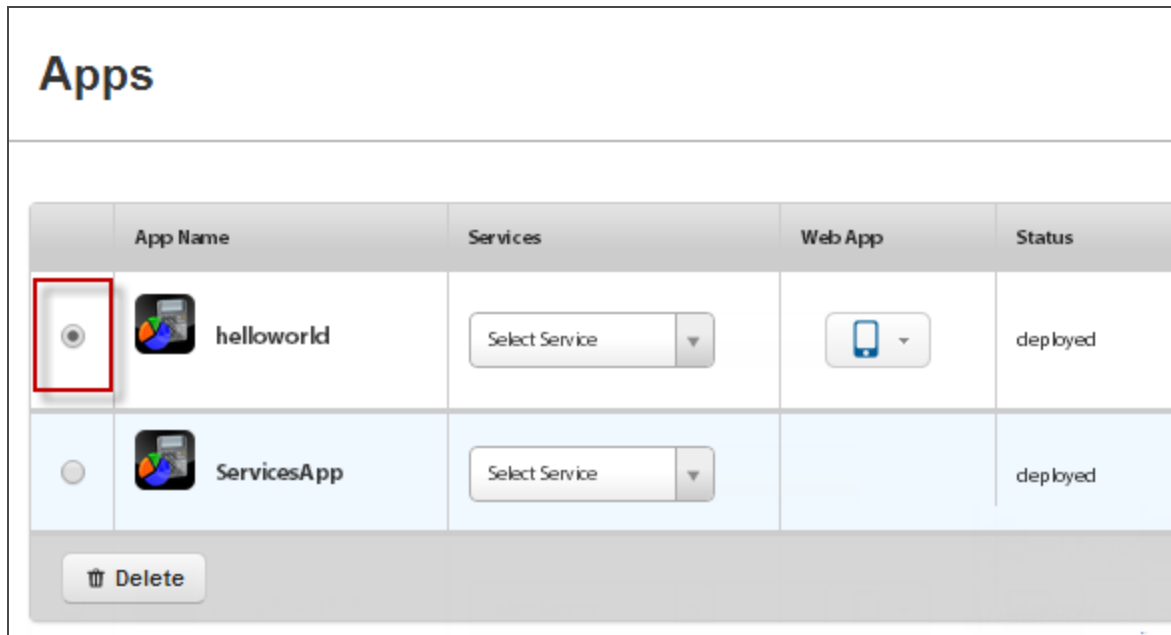 Apps
App Name Services Web App Status
helloworld Select Service deployed
ServicesApp Select Service deployed
Delete